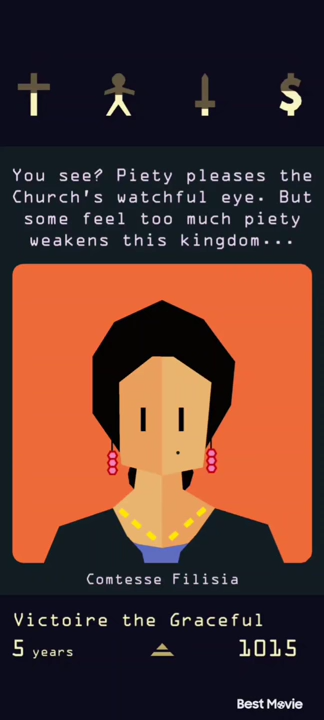 You see? Piety pleases the
Church's watchful eye. But
some feel too much piety
weakens this kingdom...
Comtesse Filisia
Victoire the Graceful
5 years
1015
Best Movie